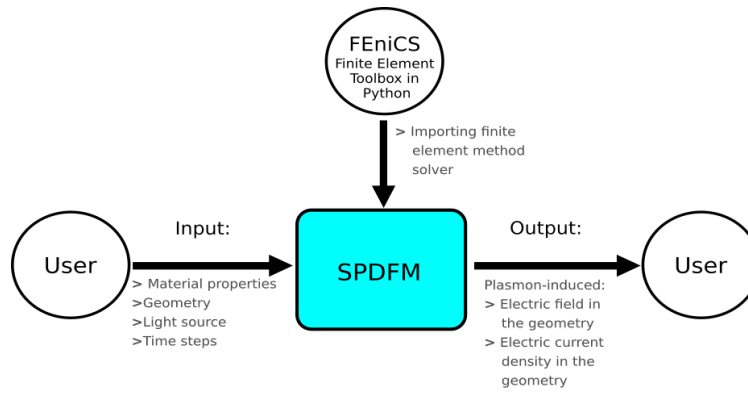 FEniCS
Finite Element
Toolbox in
Python
> Importing finite
element method
solver
Input:
Output:
User
SPDFM
User
> Material properties
>Geometry
>Light source
>Time steps
Plasmon-induced:
> Electric field in
the geometry
> Electric current
density in the
geometry